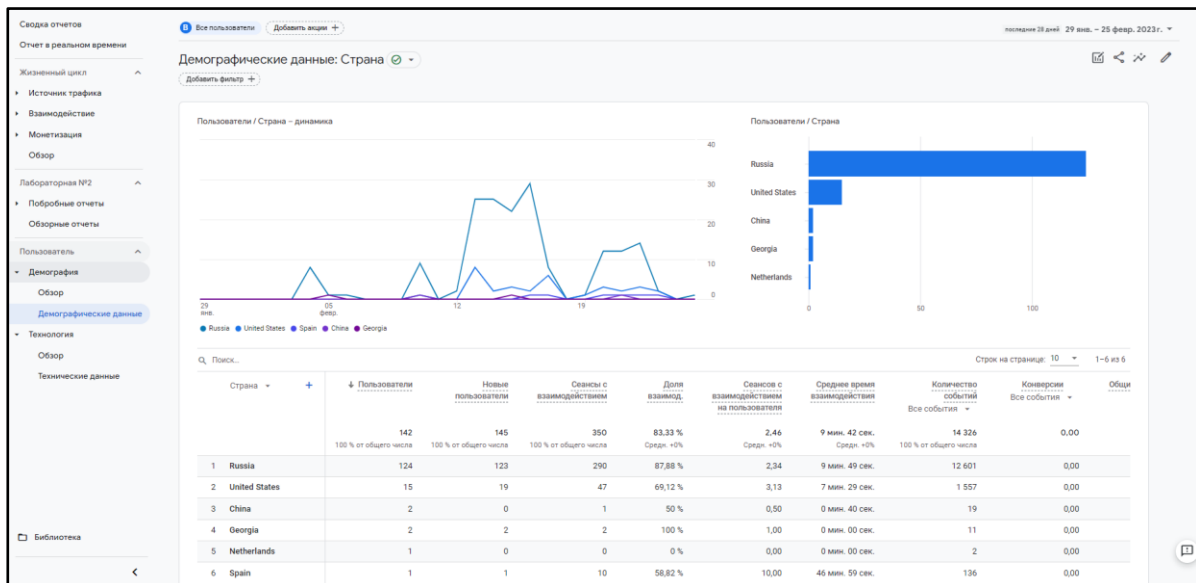 Сводка отчетов
Отчет в реальном времени
Жизненный цикл
Источник трафика
Взаимодействие
Монетизация
Обзор
Лабораторная №2
Побробные отчеты
Обзорные отчеты
Пользователь
Демография
Обзор
Демографические данные
Технология
Обзор
Технические данные
Библиотека
В Все пользователи Добавить акции +
последние 28 дней 29 янв. – 25 февр. 2023 г.
Демографические данные: Страна
Добавить фильтр +
Пользователи / Страна – динамика
40
30
20
10
0
29 05 12 19
янв. февр.
Russia United States Spain China Georgia
Пользователи / Страна
Russia
United States
China
Georgia
Netherlands
0 50 100
Поиск... Строк на странице: 10 1–6 из 6
Страна + ↓ Пользователи Новые Сеансы с Доля Сеансов с Среднее время Количество Конверсии Общи
пользователи взаимодействием взаимод. взаимодействием взаимодействия событий Все события
на пользователя Все события
142 145 350 83,33 % 2,46 9 мин. 42 сек. 14 326 0,00
100 % от общего числа 100 % от общего числа 100 % от общего числа Средн. +0% Средн. +0% Средн. +0% 100 % от общего числа
1 Russia 124 123 290 87,88 % 2,34 9 мин. 49 сек. 12 601 0,00
2 United States 15 19 47 69,12 % 3,13 7 мин. 29 сек. 1 557 0,00
3 China 2 0 1 50 % 0,50 0 мин. 40 сек. 19 0,00
4 Georgia 2 2 2 100 % 1,00 0 мин. 00 сек. 11 0,00
5 Netherlands 1 0 0 0 % 0,00 0 мин. 00 сек. 2 0,00
6 Spain 1 1 10 58,82 % 10,00 46 мин. 59 сек. 136 0,00